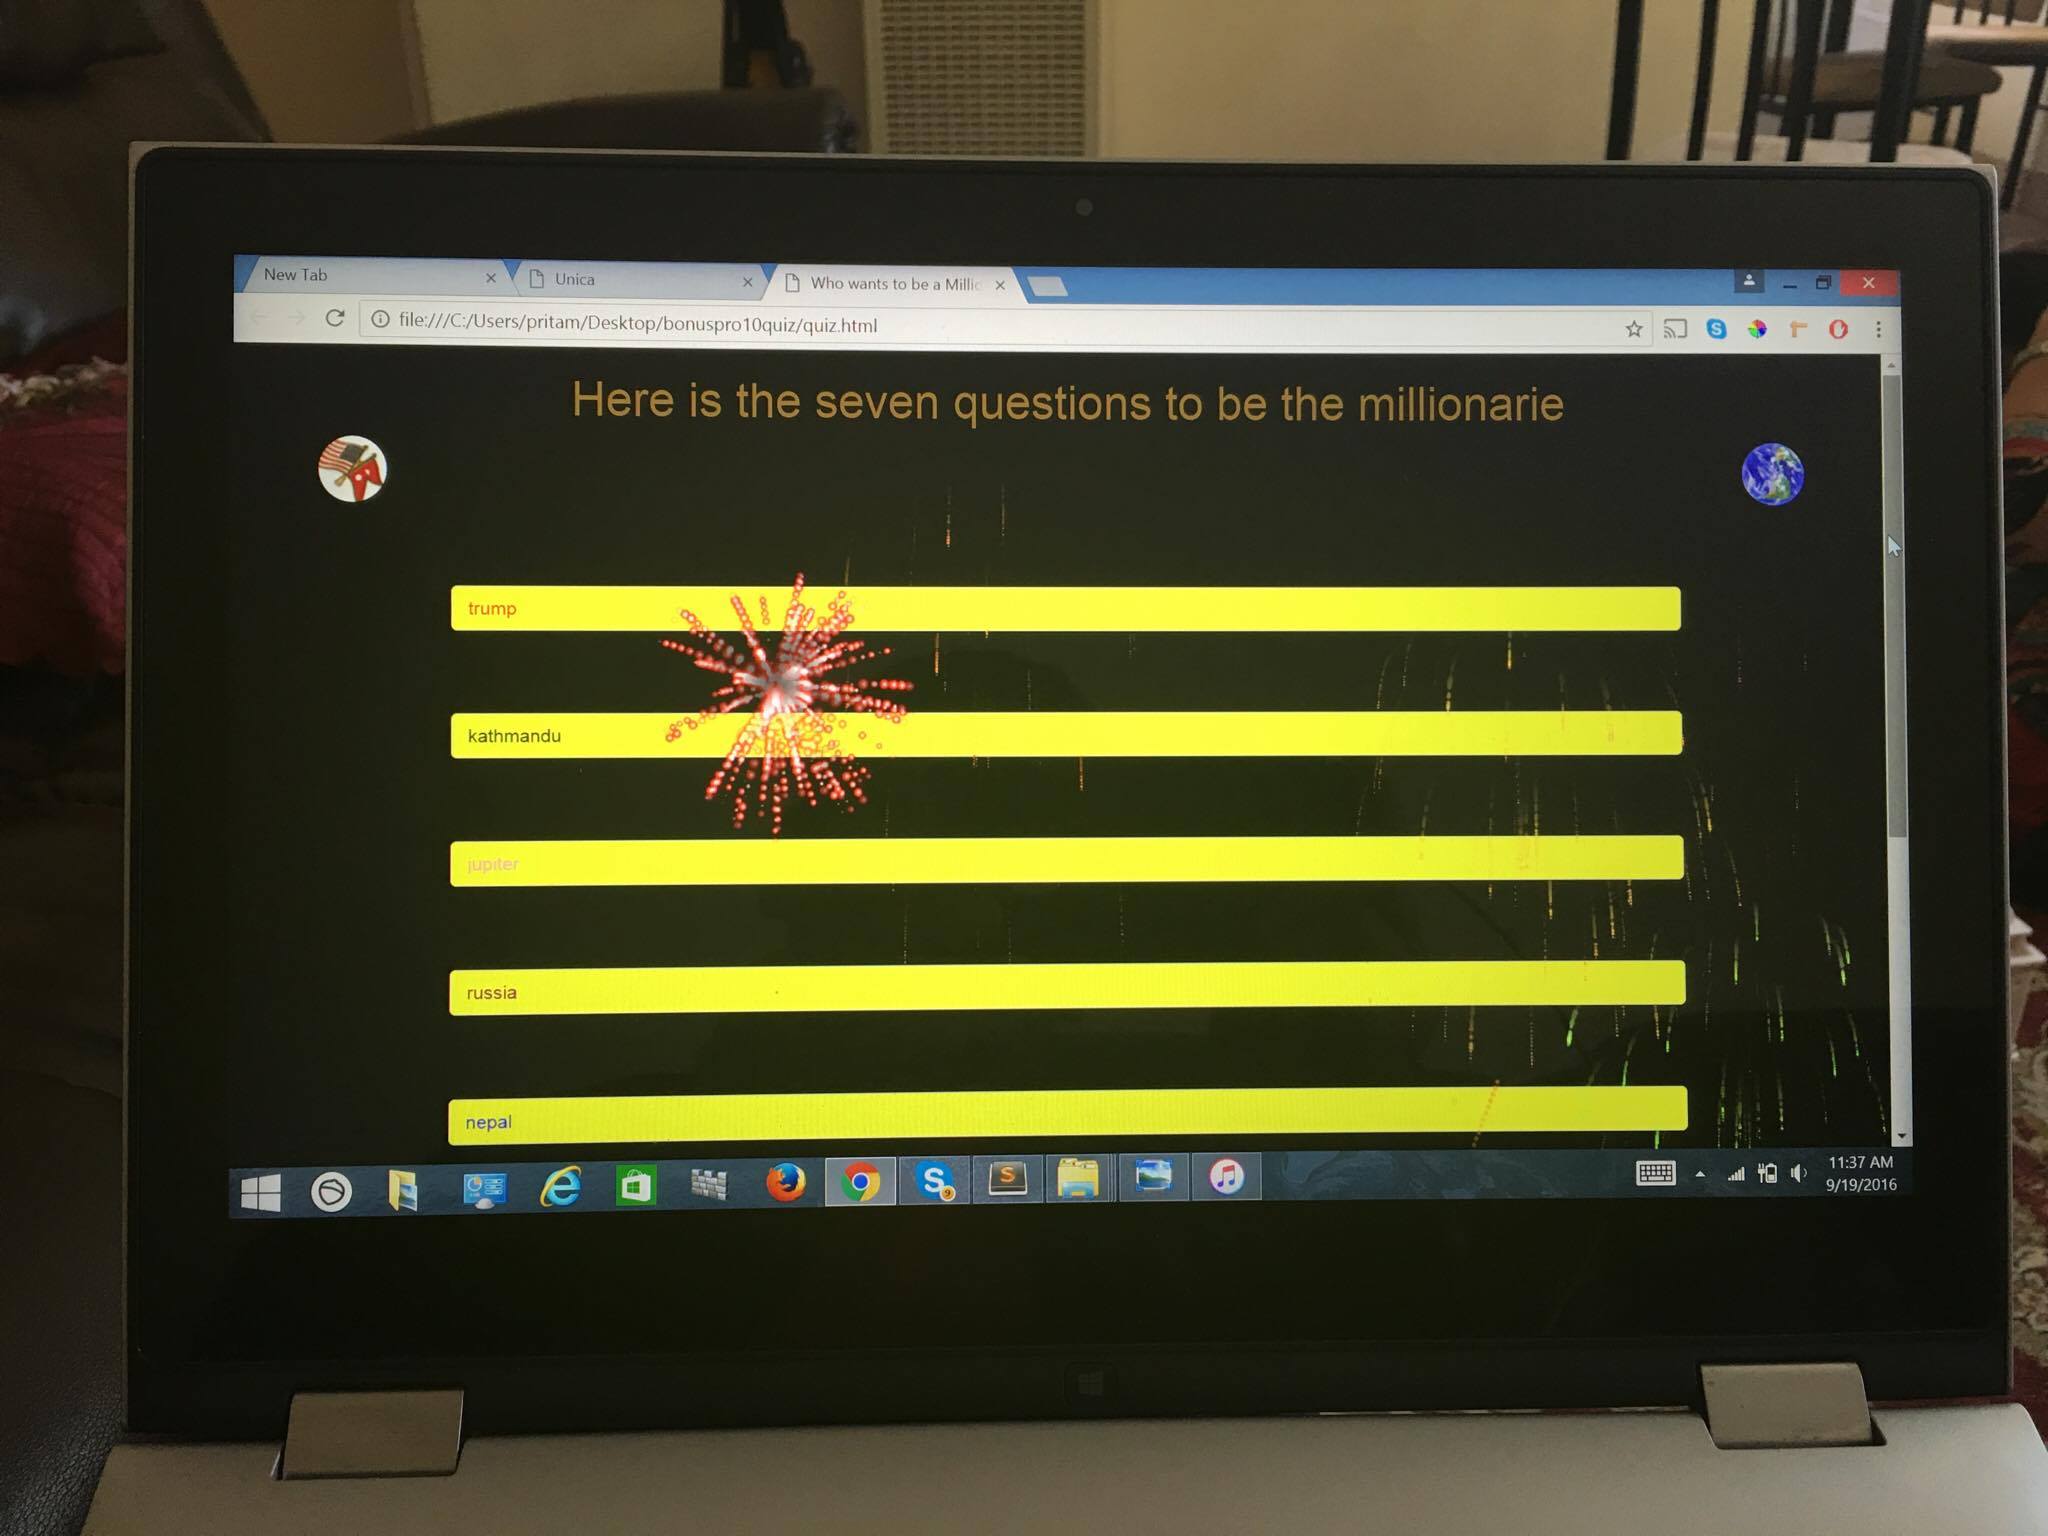 New Tab
Unica
Who wants to be a Millic
file:///C:/Users/pritam/Desktop/bonuspro10quiz/quiz.html
Here is the seven questions to be the millionarie
trump
kathmandu
jupiter
russia
nepal
11:37 AM
9/19/2016